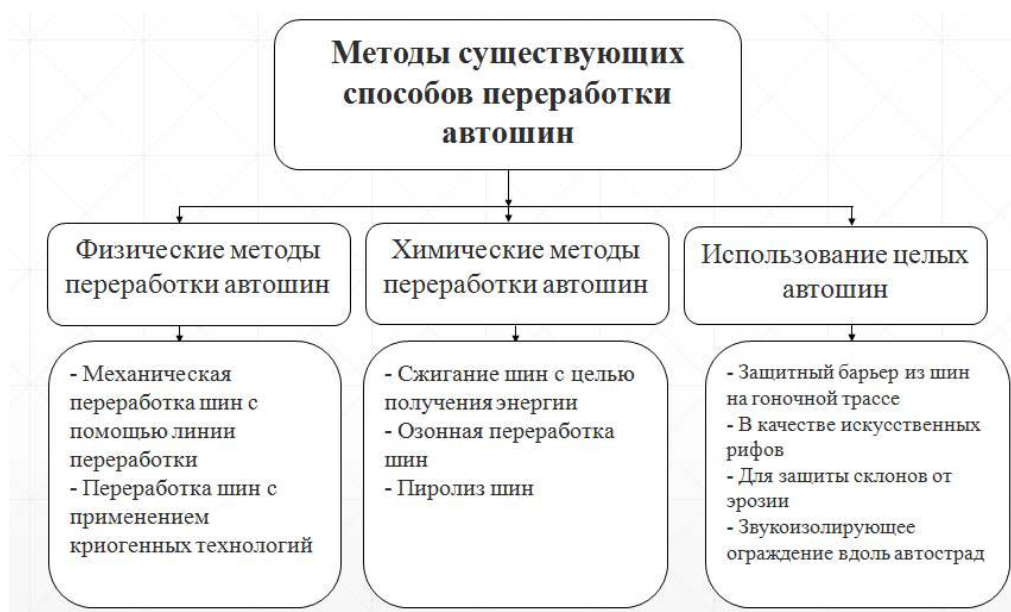 Методы существующих
способов переработки
автошин
Физические методы
переработки автошин
Химические методы
переработки автошин
Использование целых
автошин
- Механическая
переработка шин с
помощью линии
переработки
- Переработка шин с
применением
криогенных технологий
- Сжигание шин с целью
получения энергии
- Озонная переработка
шин
- Пиролиз шин
- Защитный барьер из шин
на гоночной трассе
- В качестве искусственных
рифов
- Для защиты склонов от
эрозии
- Звукоизолирующее
ограждение вдоль автострад